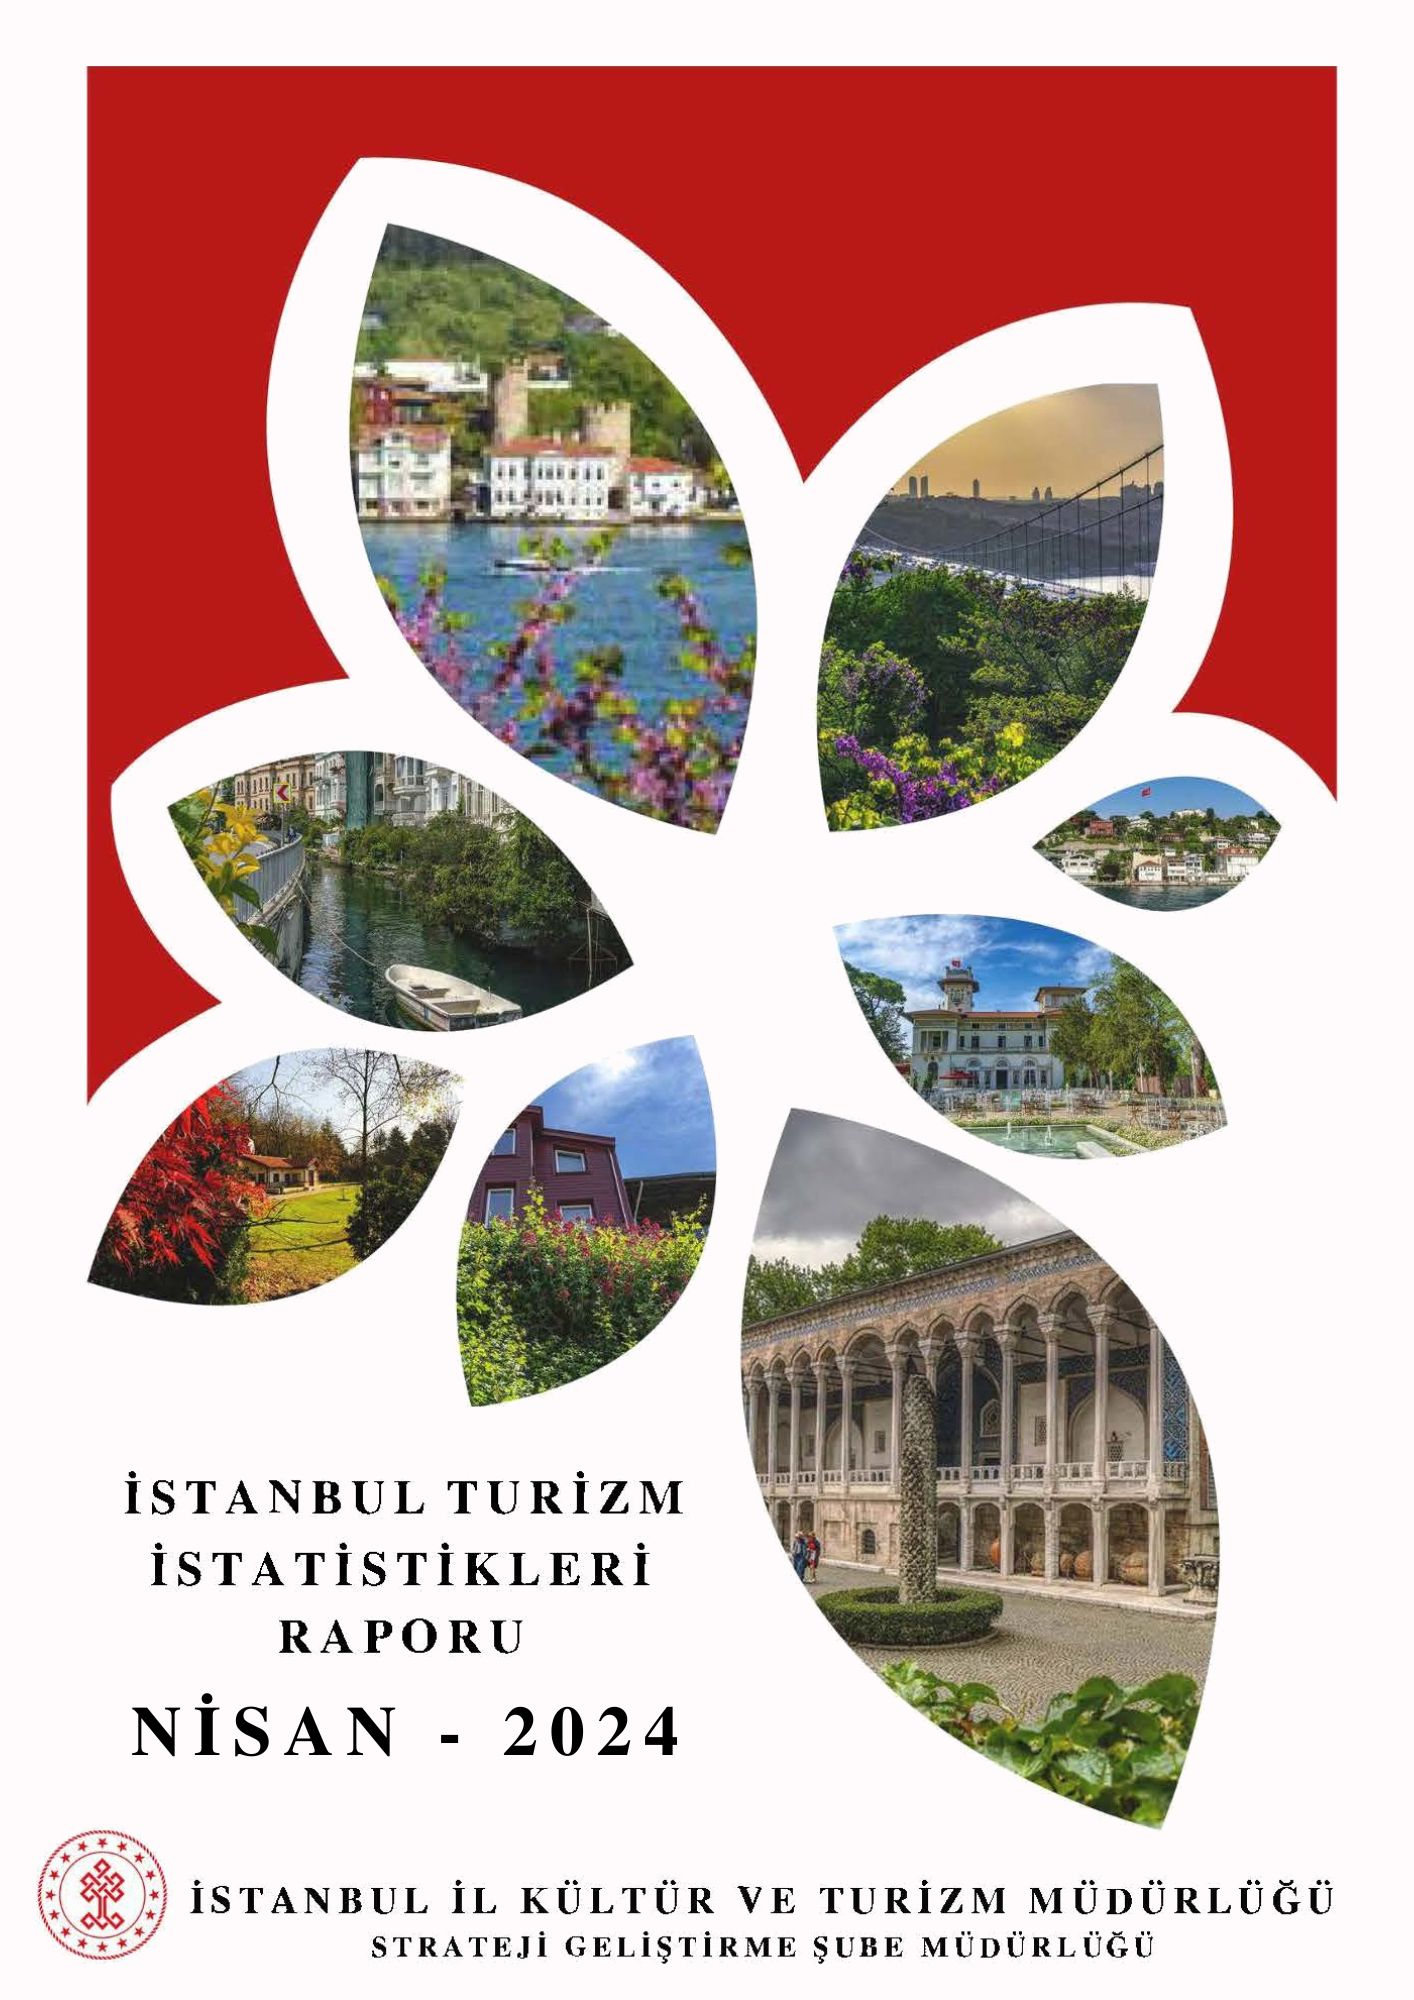 İSTANBUL TURİZM
İSTATİSTİKLERİ
RAPORU
NİSAN - 2024
İSTANBUL İL KÜLTÜR VE TURİZM MÜDÜRLÜĞÜ
STRATEJİ GELİŞTİRME ŞUBE MÜDÜRLÜĞÜ